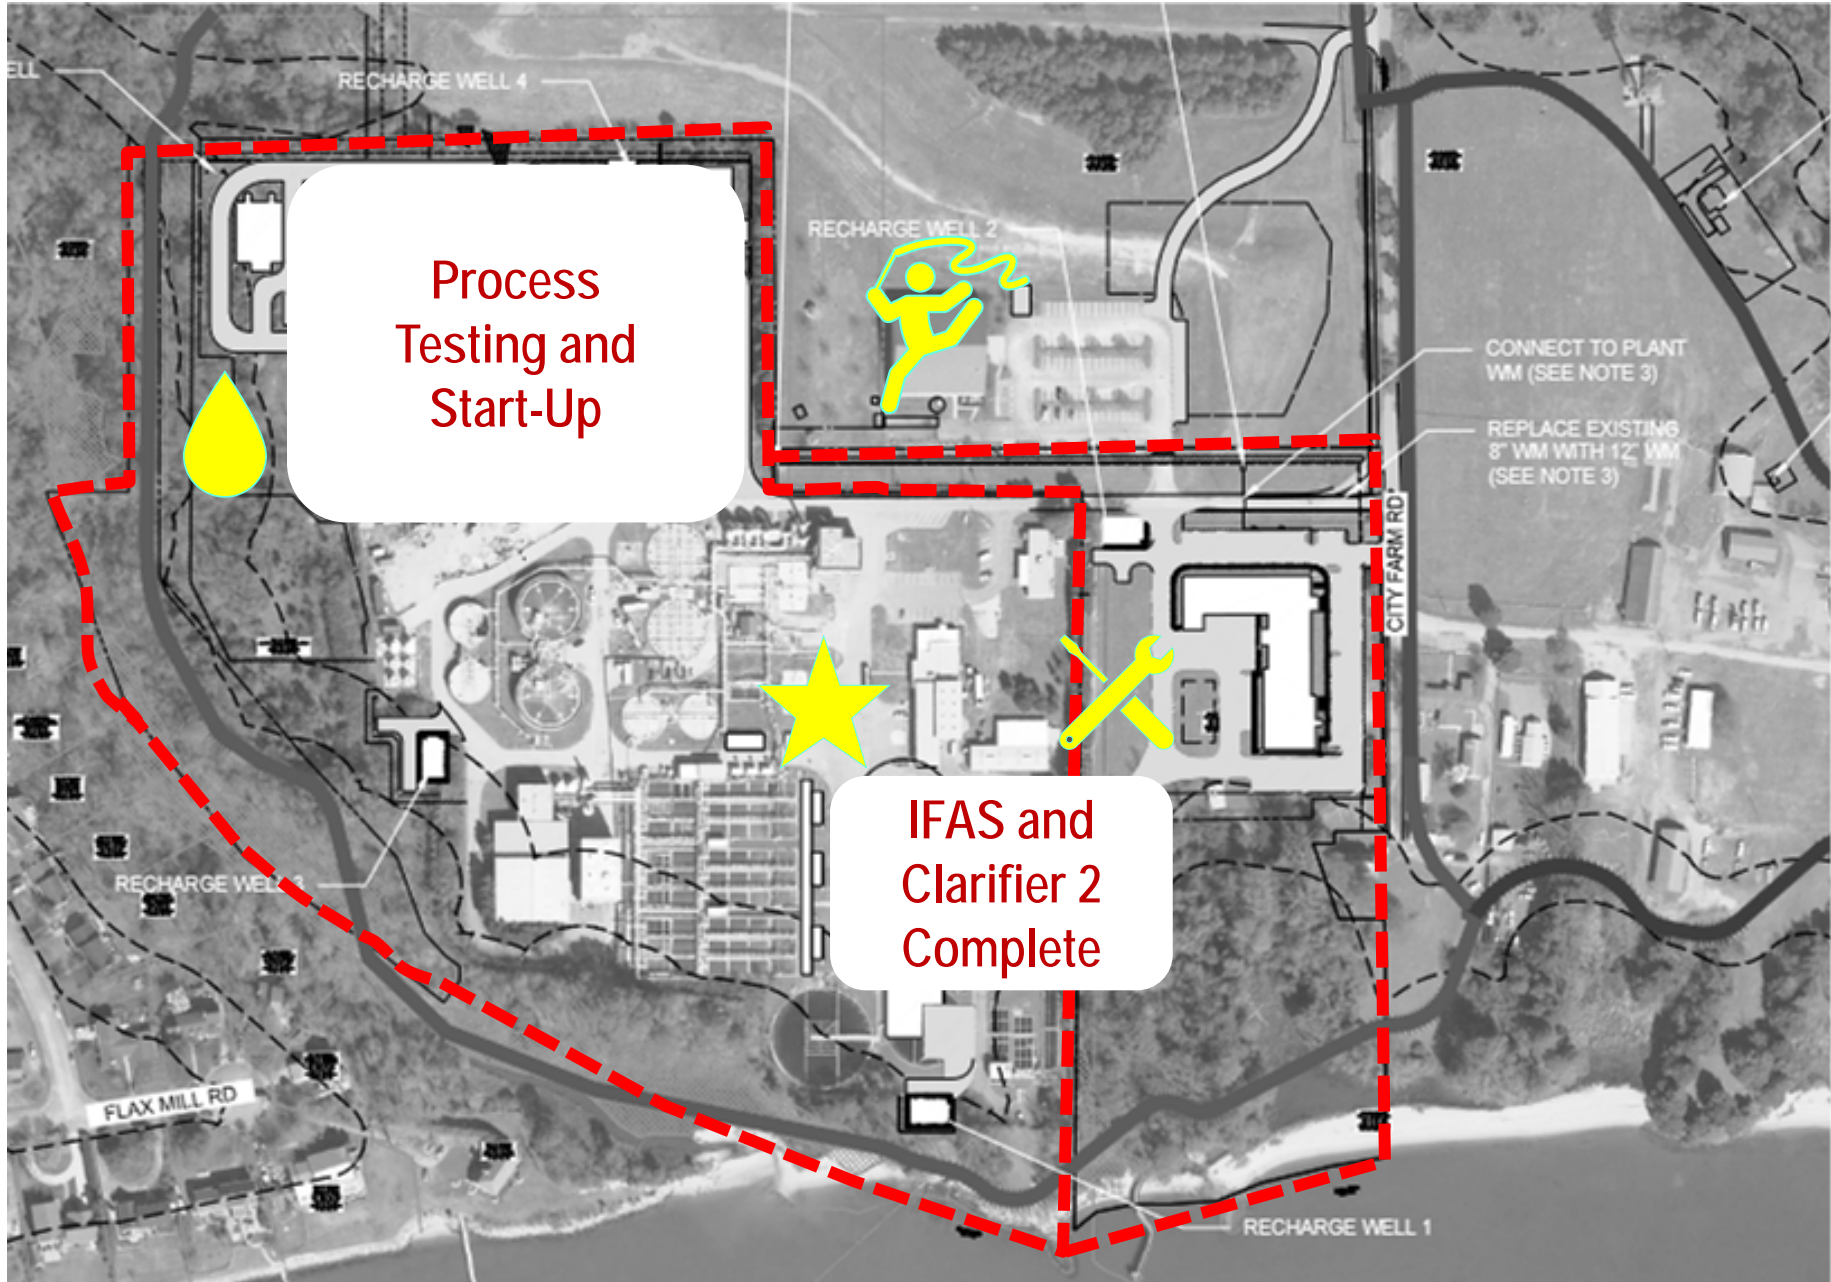 ELL
RECHARGE WELL 4
RECHARGE WELL 2
Process
Testing and
Start-Up
CONNECT TO PLANT
WM (SEE NOTE 3)
REPLACE EXISTING
8" WM WITH 12" WM
(SEE NOTE 3)
CITY FARM RD
IFAS and
Clarifier 2
Complete
RECHARGE WELL 3
FLAX MILL RD
RECHARGE WELL 1